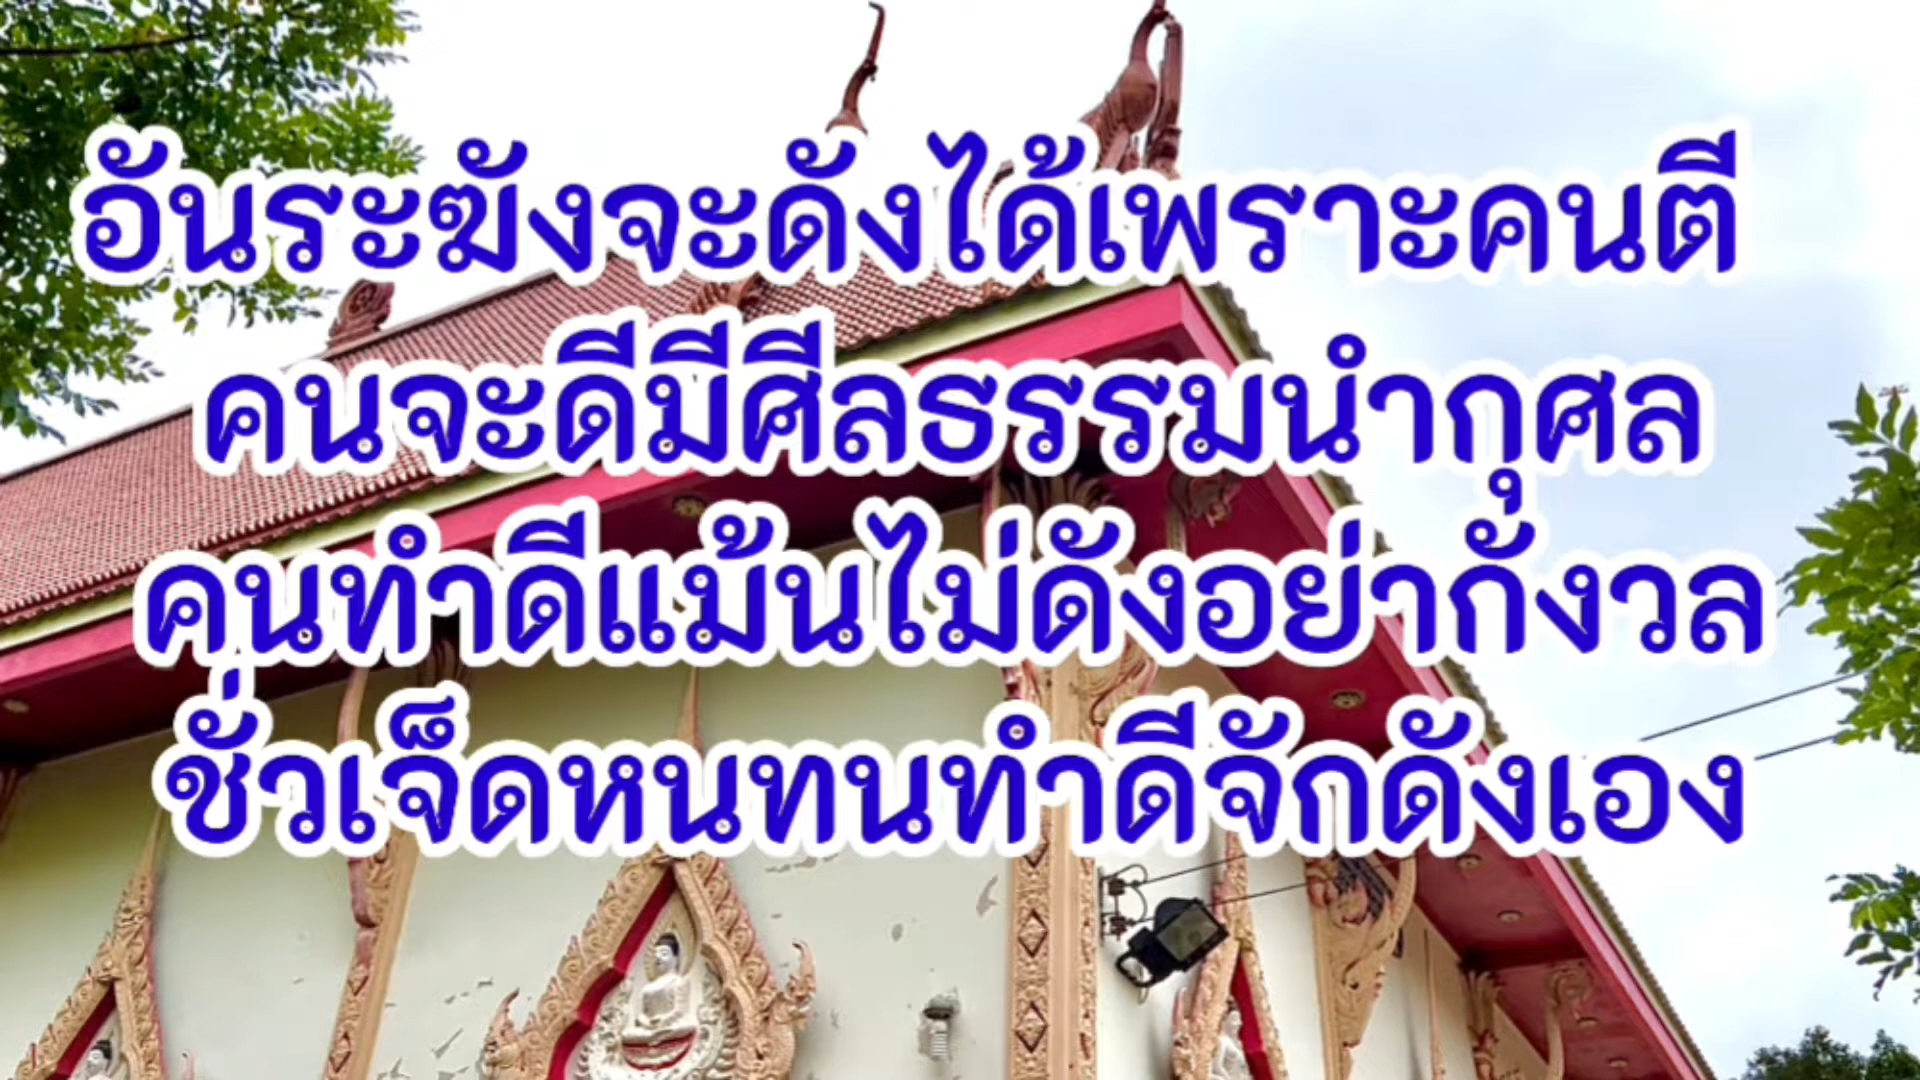 อันระฆังจะดังได้เพราะคนตี
คนจะดีมีศีลธรรมนำกุศล
คนทำดีแม้นไม่ดังอย่ากังวล
ชั่วเจ็ดหนทนทำดีจักดังเอง